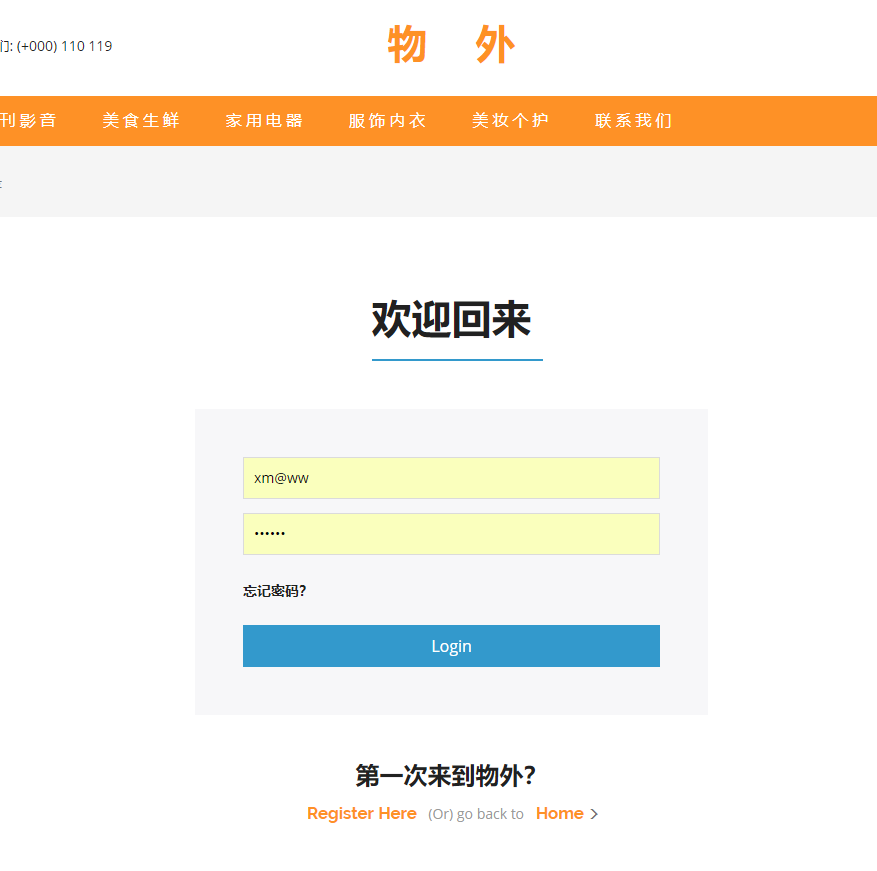 们: (+000) 110 119
物 外
刊影音 美食生鲜 家用电器 服饰内衣 美妆个护 联系我们
欢迎回来
xm@ww
••••••
忘记密码?
Login
第一次来到物外?
Register Here (Or) go back to Home >